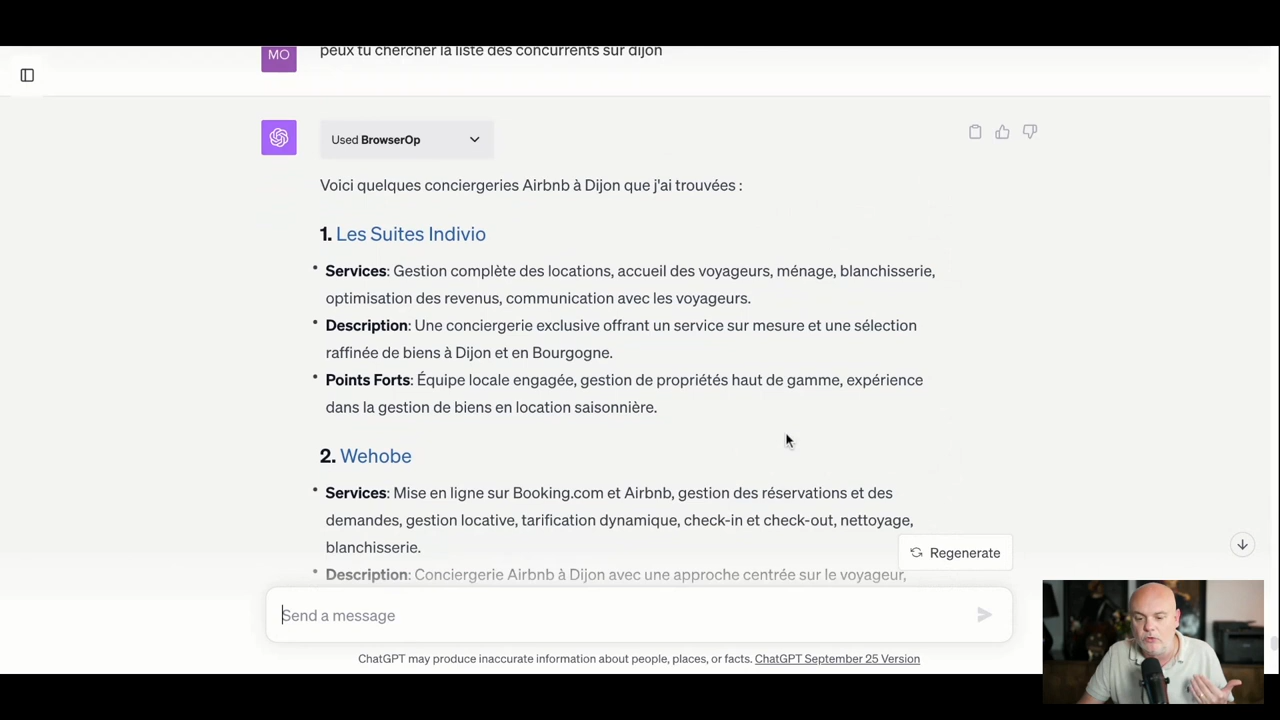 MO
peux tu chercher la liste des concurrents sur dijon
Used BrowserOp
Voici quelques conciergeries Airbnb à Dijon que j'ai trouvées :
1. Les Suites Indivio
• Services: Gestion complète des locations, accueil des voyageurs, ménage, blanchisserie,
optimisation des revenus, communication avec les voyageurs.
• Description: Une conciergerie exclusive offrant un service sur mesure et une sélection
raffinée de biens à Dijon et en Bourgogne.
• Points Forts: Équipe locale engagée, gestion de propriétés haut de gamme, expérience
dans la gestion de biens en location saisonnière.
2. Wehobe
• Services: Mise en ligne sur Booking.com et Airbnb, gestion des réservations et des
demandes, gestion locative, tarification dynamique, check-in et check-out, nettoyage,
blanchisserie.
• Description: Conciergerie Airbnb à Dijon avec une approche centrée sur le voyageur,
Regenerate
Send a message
ChatGPT may produce inaccurate information about people, places, or facts. ChatGPT September 25 Version